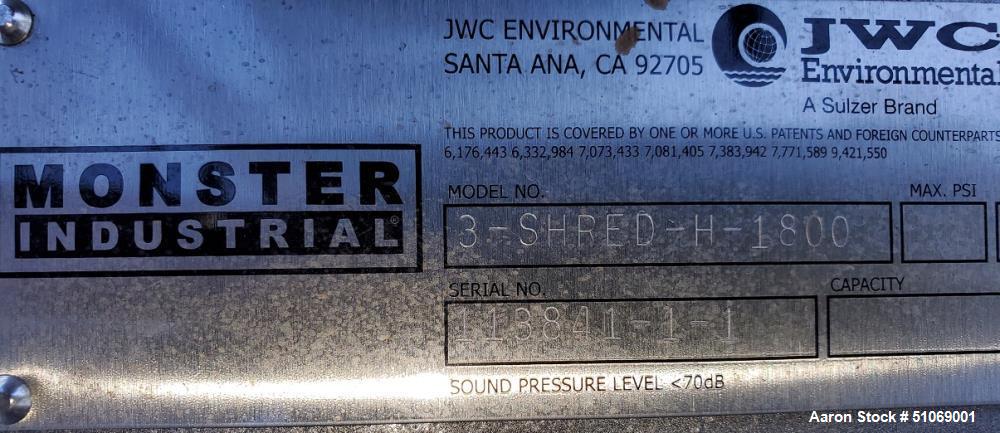 JWC ENVIRONMENTAL
SANTA ANA, CA 92705
JWC
Environmental
A Sulzer Brand
THIS PRODUCT IS COVERED BY ONE OR MORE U.S. PATENTS AND FOREIGN COUNTERPARTS
6,176,443 6,332,984 7,073,433 7,081,405 7,383,942 7,771,589 9,421,550
MONSTER
INDUSTRIAL®
MODEL NO.
MAX. PSI
3-SHRED-H-1800
SERIAL NO.
CAPACITY
113841-1-1
SOUND PRESSURE LEVEL <70dB
Aaron Stock # 51069001